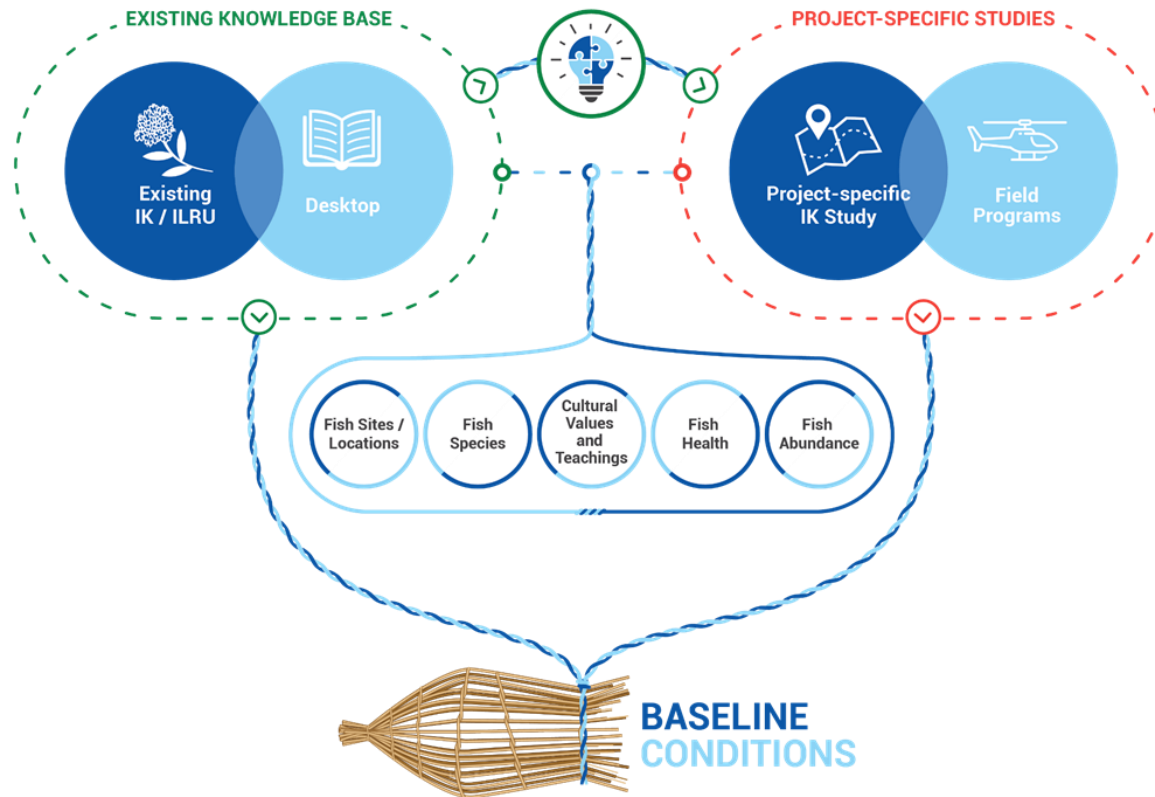 EXISTING KNOWLEDGE BASE
PROJECT-SPECIFIC STUDIES
Existing
IK / ILRU
Desktop
Project-specific
IK Study
Field
Programs
Fish Sites /
Locations
Fish
Species
Cultural
Values
and
Teachings
Fish
Health
Fish
Abundance
BASELINE
CONDITIONS